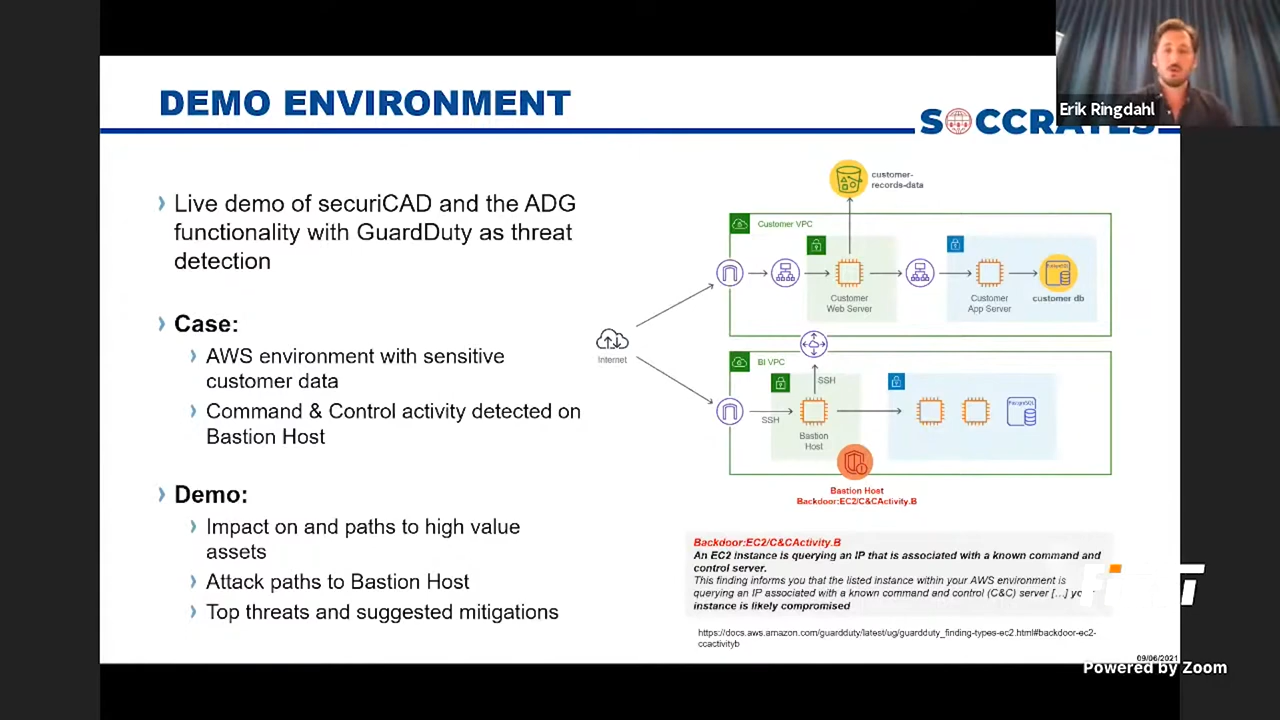 DEMO ENVIRONMENT
Erik Ringdahl
Live demo of securiCAD and the ADG
functionality with GuardDuty as threat
detection
Case:
AWS environment with sensitive
customer data
Command & Control activity detected on
Bastion Host
Demo:
Impact on and paths to high value
assets
Attack paths to Bastion Host
Top threats and suggested mitigations
customer-
records-data
Customer VPC
Customer
Web Server
Customer
App Server
PostgreSQL
customer db
Internet
BI VPC
SSH
SSH
Bastion
Host
PostgreSQL
Bastion Host
Backdoor:EC2/C&CActivity.B
Backdoor:EC2/C&CActivity.B
An EC2 instance is querying an IP that is associated with a known command and
control server.
This finding informs you that the listed instance within your AWS environment is
querying an IP associated with a known command and control (C&C) server [...]
instance is likely compromised
https://docs.aws.amazon.com/guardduty/latest/ug/guardduty_finding-types-ec2.html#backdoor-ec2-
ccactivityb
09/06/2021
Powered by Zoom